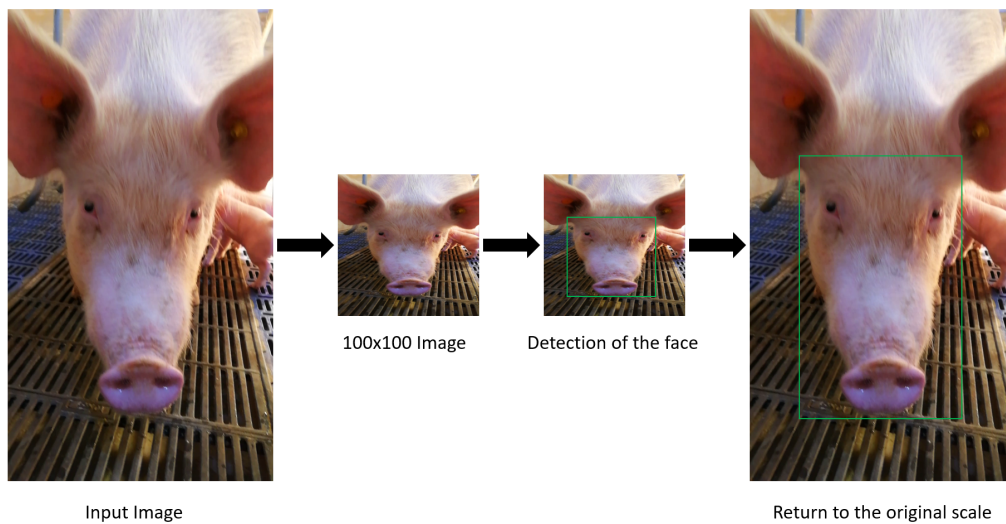 100x100 Image
Detection of the face
Input Image
Return to the original scale